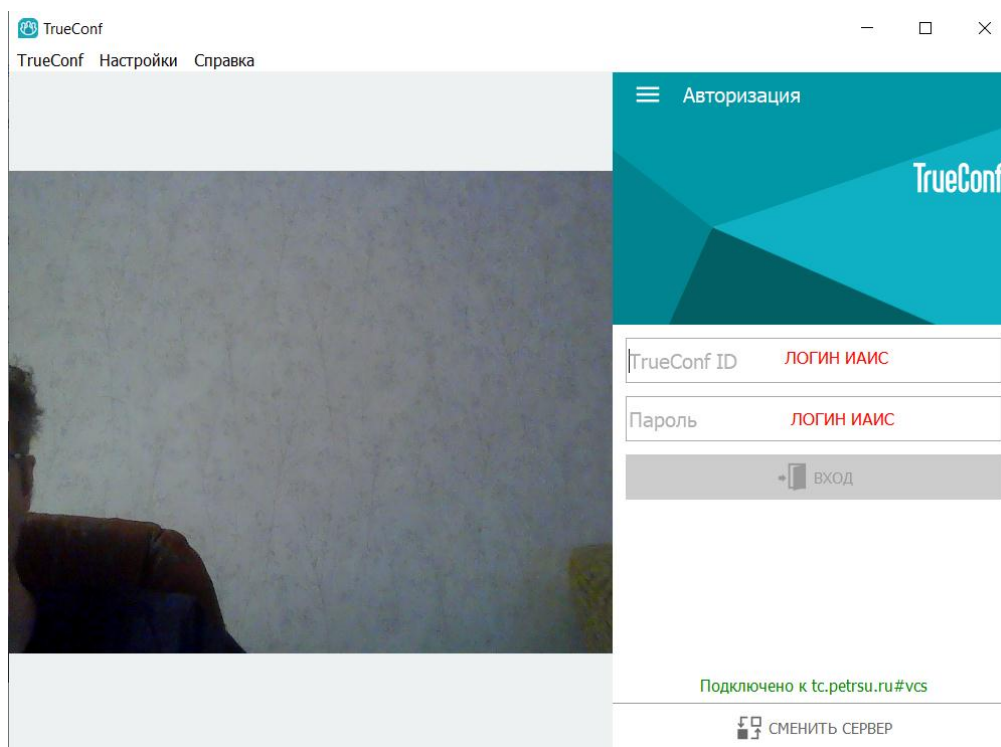 TrueConf
TrueConf Настройки Справка
Авторизация
TrueConf
TrueConf ID ЛОГИН ИАИС
Пароль ЛОГИН ИАИС
ВХОД
Подключено к tc.petrsu.ru#vcs
СМЕНИТЬ СЕРВЕР